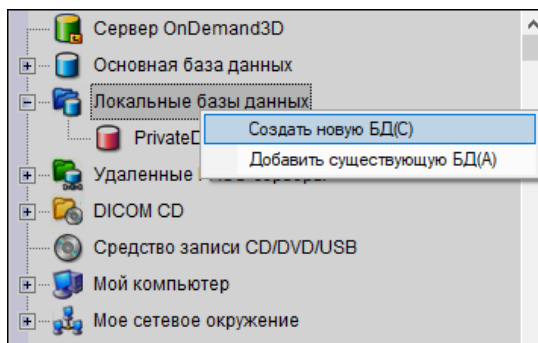 Сервер OnDemand3D
Основная база данных
Локальные базы данных
Создать новую БД(C)
Добавить существующую БД(A)
Удаленные
DICOM CD
Средство записи CD/DVD/USB
Мой компьютер
Мое сетевое окружение